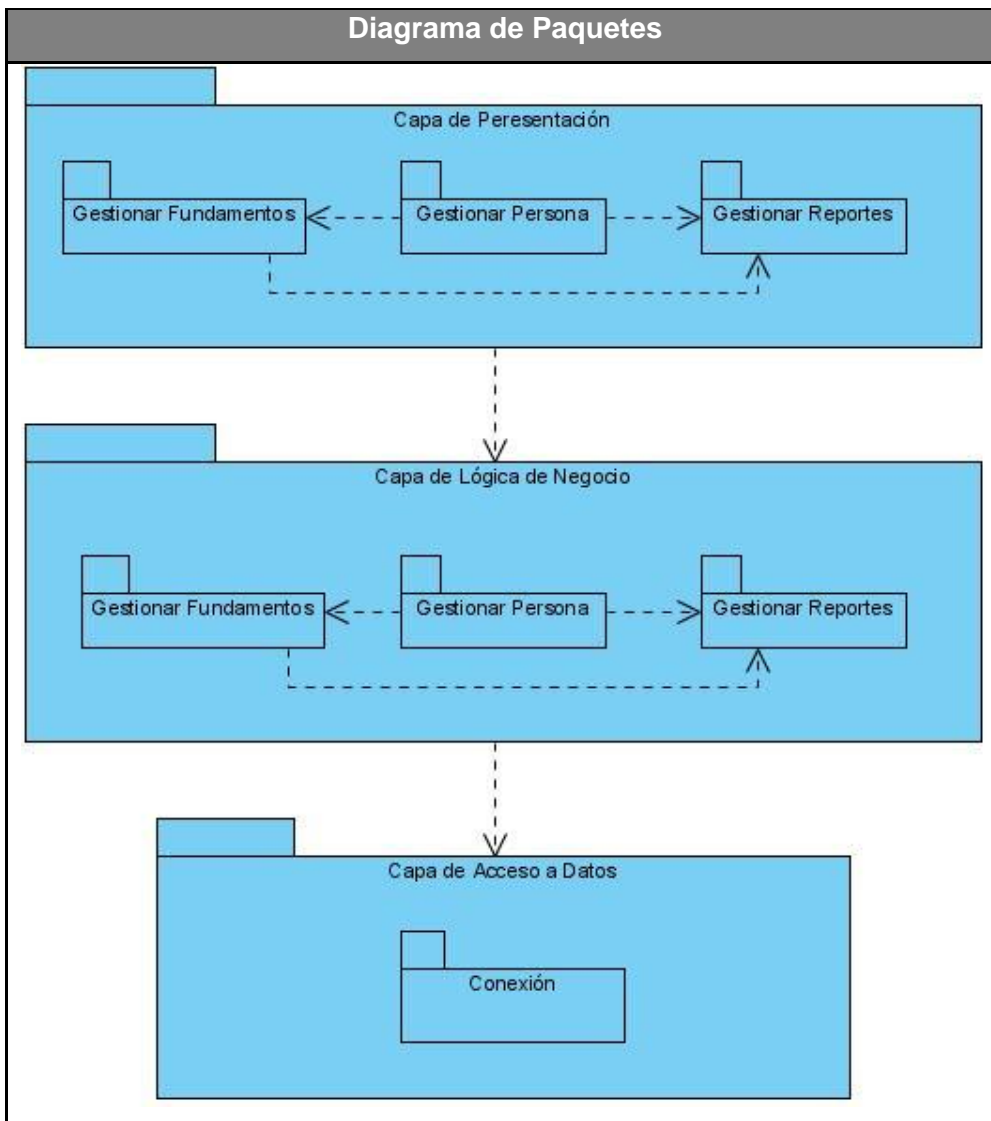 Diagrama de Paquetes
Capa de Peresentación
Gestionar Fundamentos
Gestionar Persona
Gestionar Reportes
Capa de Lógica de Negocio
Gestionar Fundamentos
Gestionar Persona
Gestionar Reportes
Capa de Acceso a Datos
Conexión